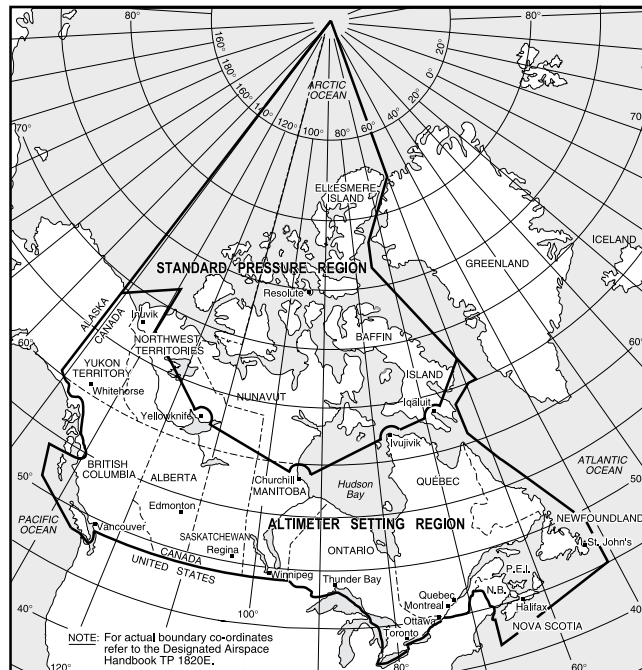 80°
80°
160°
160°
140°
160°
140°
120°
100°
80°
60°
40°
20°
0°
20°
0°
ARCTIC
OCEAN
70°
70°
ELLESMERE
ISLAND
ICELAND
GREENLAND
STANDARD PRESSURE REGION
Resolute
ALASKA
CANADA
Inuvik
NORTHWEST
TERRITORIES
BAFFIN
ISLAND
60°
60°
YUKON
TERRITORY
Whitehorse
NUNAVUT
Iqaluit
Yellowknife
Ivujivik
ATLANTIC
OCEAN
BRITISH
COLUMBIA
ALBERTA
Churchill
MANITOBA
Hudson
Bay
QUÉBEC
50°
50°
Edmonton
PACIFIC
OCEAN
Vancouver
SASKATCHEWAN
Regina
ALTIMETER SETTING REGION
NEWFOUNDLAND
St. John's
ONTARIO
CANADA
UNITED STATES
Winnipeg
Thunder Bay
P.E.I.
N.B.
Quebec
Montreal
Halifax
Ottawa
NOVA SCOTIA
Toronto
40°
40°
100°
NOTE: For actual boundary co-ordinates
refer to the Designated Airspace
Handbook TP 1820E.
120°
80°
60°